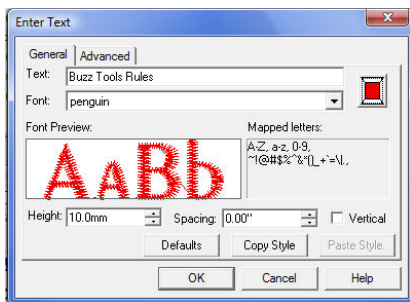 Enter Text
General Advanced
Text: Buzz Tools Rules
Font: penguin
Font Preview: Mapped letters:
AaBb
A-Z, a-z, 0-9,
~!@#$%^&*()_+`=\|.,
Height: 10.0mm Spacing: 0.00" Vertical
Defaults Copy Style Paste Style.
OK Cancel Help